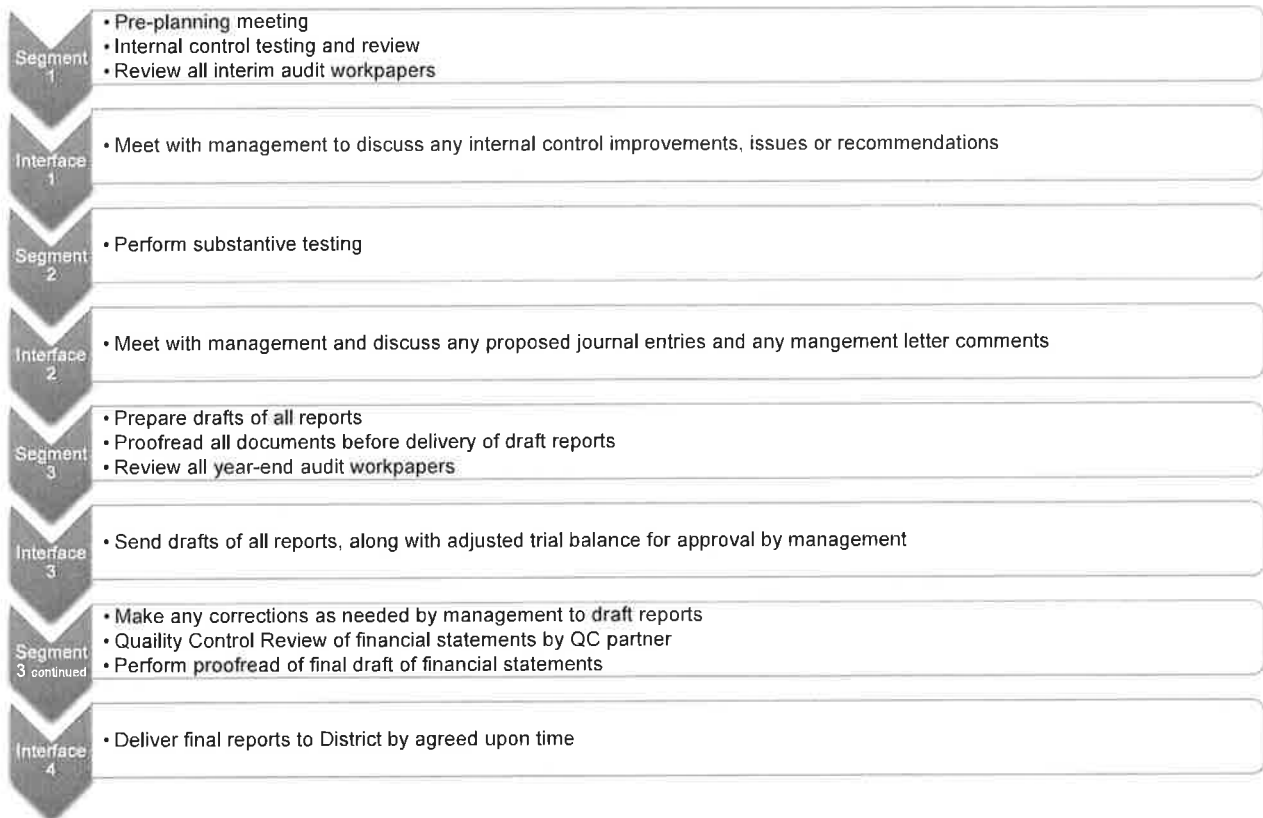 Segment
1
• Pre-planning meeting
• Internal control testing and review
• Review all interim audit workpapers
Interface
1
• Meet with management to discuss any internal control improvements, issues or recommendations
Segment
2
• Perform substantive testing
Interface
2
• Meet with management and discuss any proposed journal entries and any mangement letter comments
Segment
3
• Prepare drafts of all reports
• Proofread all documents before delivery of draft reports
• Review all year-end audit workpapers
Interface
3
• Send drafts of all reports, along with adjusted trial balance for approval by management
Segment
3 continued
• Make any corrections as needed by management to draft reports
• Quaility Control Review of financial statements by QC partner
• Perform proofread of final draft of financial statements
Interface
4
• Deliver final reports to District by agreed upon time